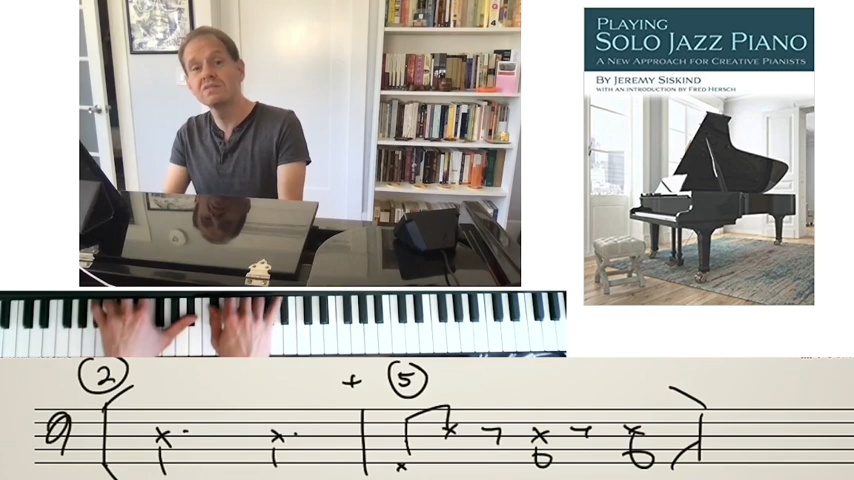 PLAYING
SOLO JAZZ PIANO
A NEW APPROACH FOR CREATIVE PIANISTS
BY JEREMY SISKIND
WITH AN INTRODUCTION BY FRED HERSCH
2 + 5